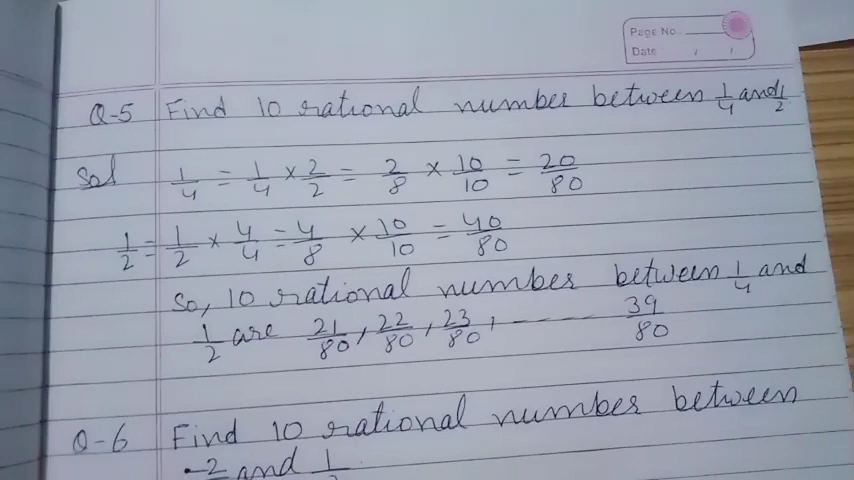 Page No:
Date / /
Q-5 Find 10 rational number between 1/4 and 1/2
Sol 1/4 = 1/4 × 2/2 = 2/8 × 10/10 = 20/80
1/2 = 1/2 × 4/4 = 4/8 × 10/10 = 40/80
So, 10 rational number between 1/4 and
1/2 are 21/80, 22/80, 23/80, ----- 39/80
Q-6 Find 10 rational number between
-2 and 1